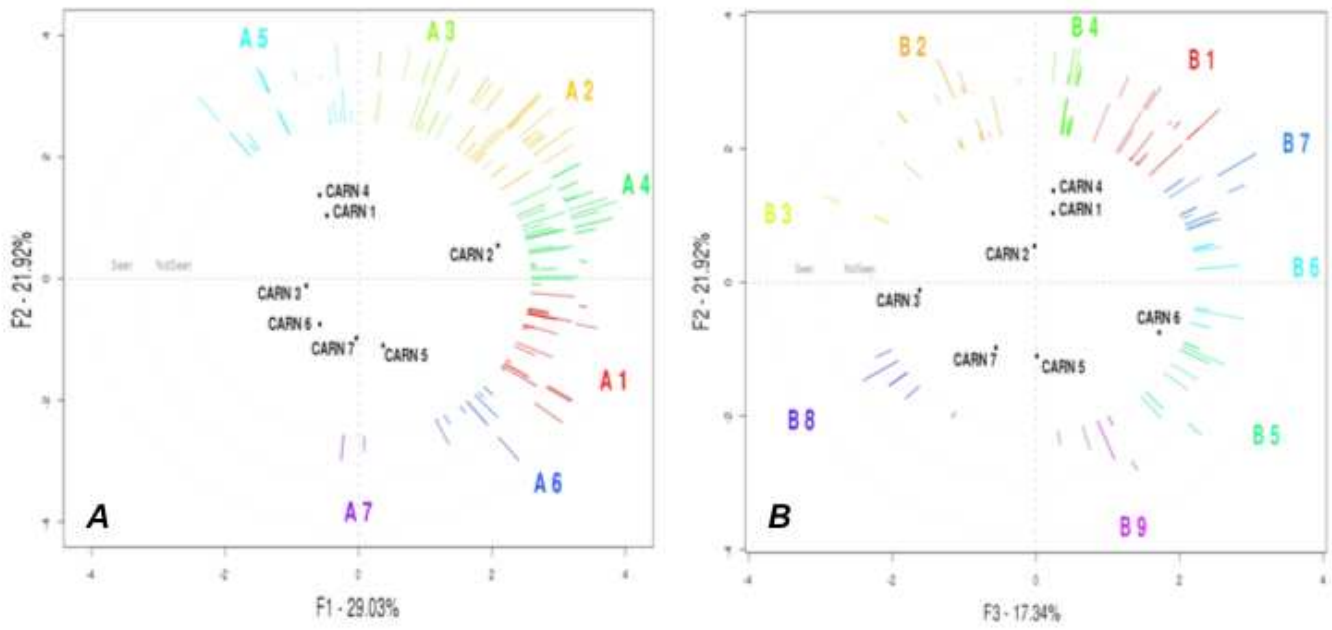 A 5
A 3
A 2
A 4
CARN 4
CARN 1
CARN 2
CARN 3
CARN 6
CARN 7
CARN 5
A 1
A 6
A 7
A
F2 - 21.92%
-4 -2 0 2 4
F1 - 29.03%
B 2
B 4
B 1
B 7
B 3
CARN 4
CARN 1
CARN 2
B 6
CARN 3
CARN 6
CARN 7
CARN 5
B 8
B 5
B 9
B
F2 - 21.92%
-4 -2 0 2 4
F3 - 17.34%